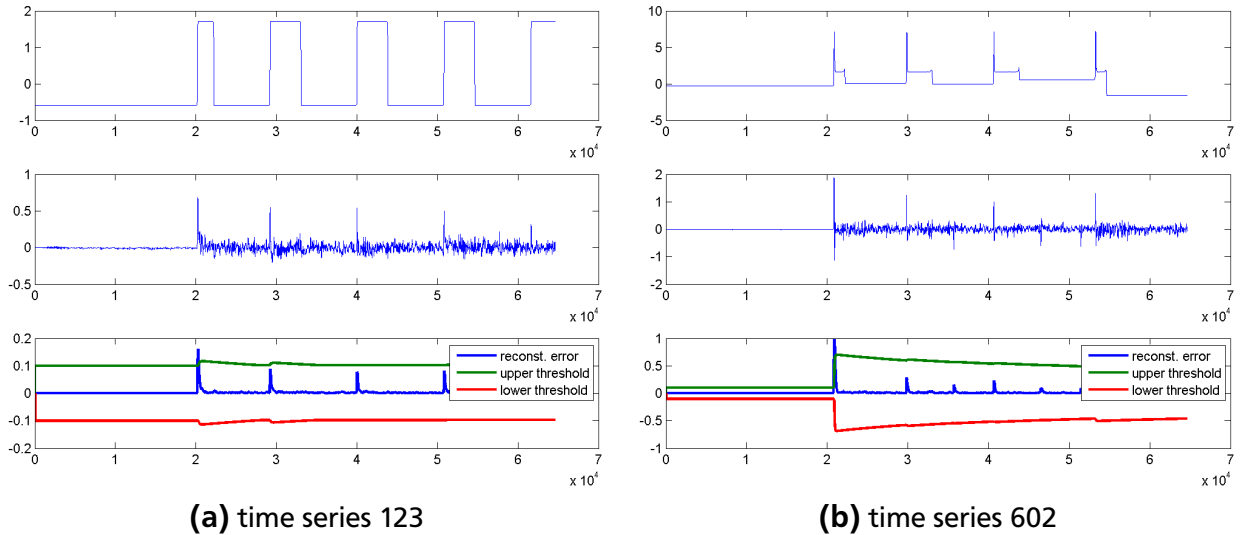 2
1
0
-1
0 1 2 3 4 5 6 7
x 10^4
1
0.5
0
-0.5
0 1 2 3 4 5 6 7
x 10^4
0.2
0.1
0
-0.1
-0.2
0 1 2 3 4 5 6 7
x 10^4
reconst. error
upper threshold
lower threshold
(a) time series 123
10
5
0
-5
0 1 2 3 4 5 6 7
x 10^4
2
1
0
-1
-2
0 1 2 3 4 5 6 7
x 10^4
1
0.5
0
-0.5
-1
0 1 2 3 4 5 6 7
x 10^4
reconst. error
upper threshold
lower threshold
(b) time series 602